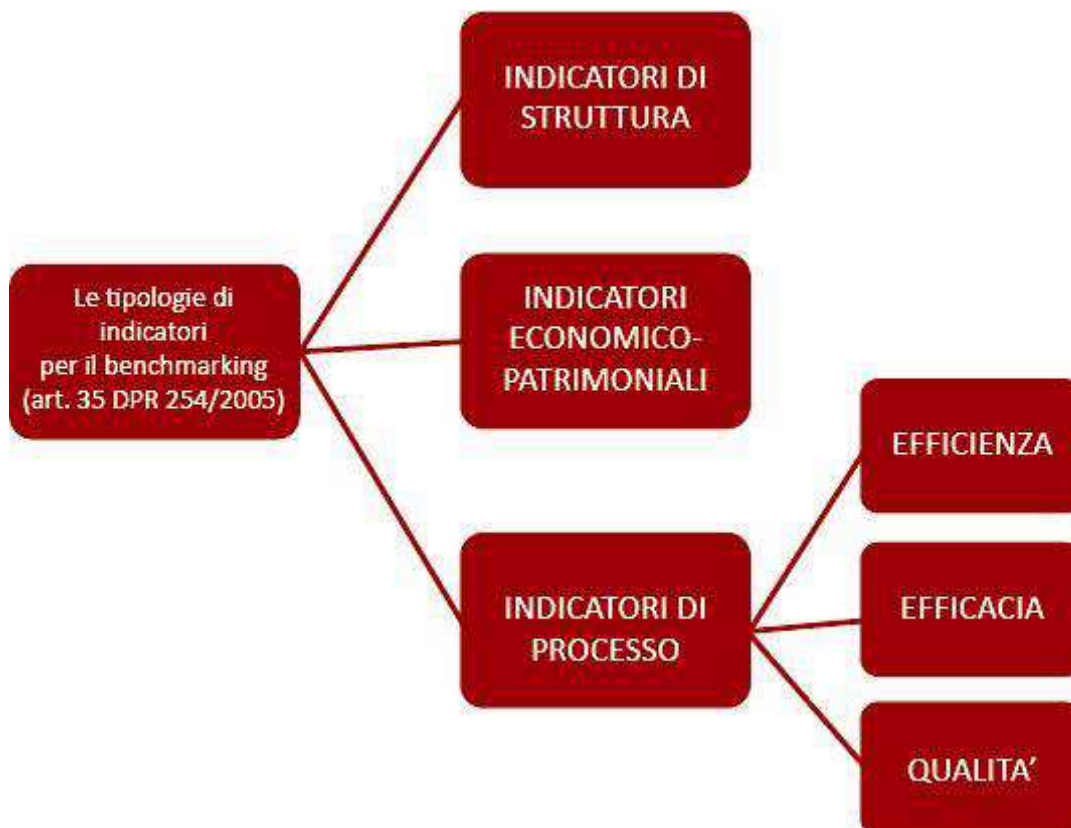 Le tipologie di
indicatori
per il benchmarking
(art. 35 DPR 254/2005)
INDICATORI DI
STRUTTURA
INDICATORI
ECONOMICO-
PATRIMONIALI
INDICATORI DI
PROCESSO
EFFICIENZA
EFFICACIA
QUALITA’